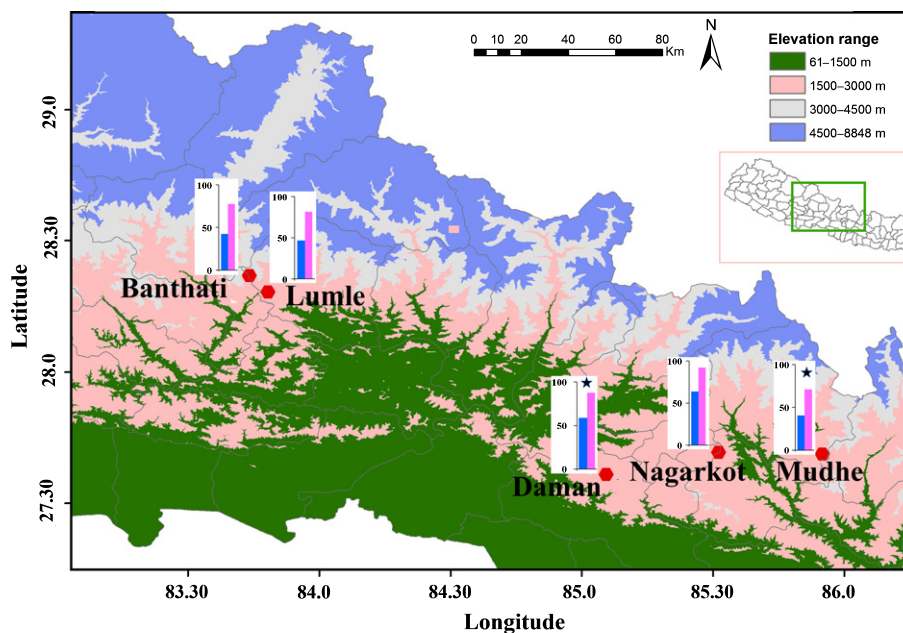 N
0 10 20 40 60 80
Km
Elevation range
61–1500 m
1500–3000 m
3000–4500 m
4500–8848 m
29.0
28.30
28.0
27.30
Latitude
100
50
0
100
50
0
Banthati
Lumle
100
50
0
100
50
0
100
50
0
Daman
Nagarkot
Mudhe
83.30 84.0 84.30 85.0 85.30 86.0
Longitude